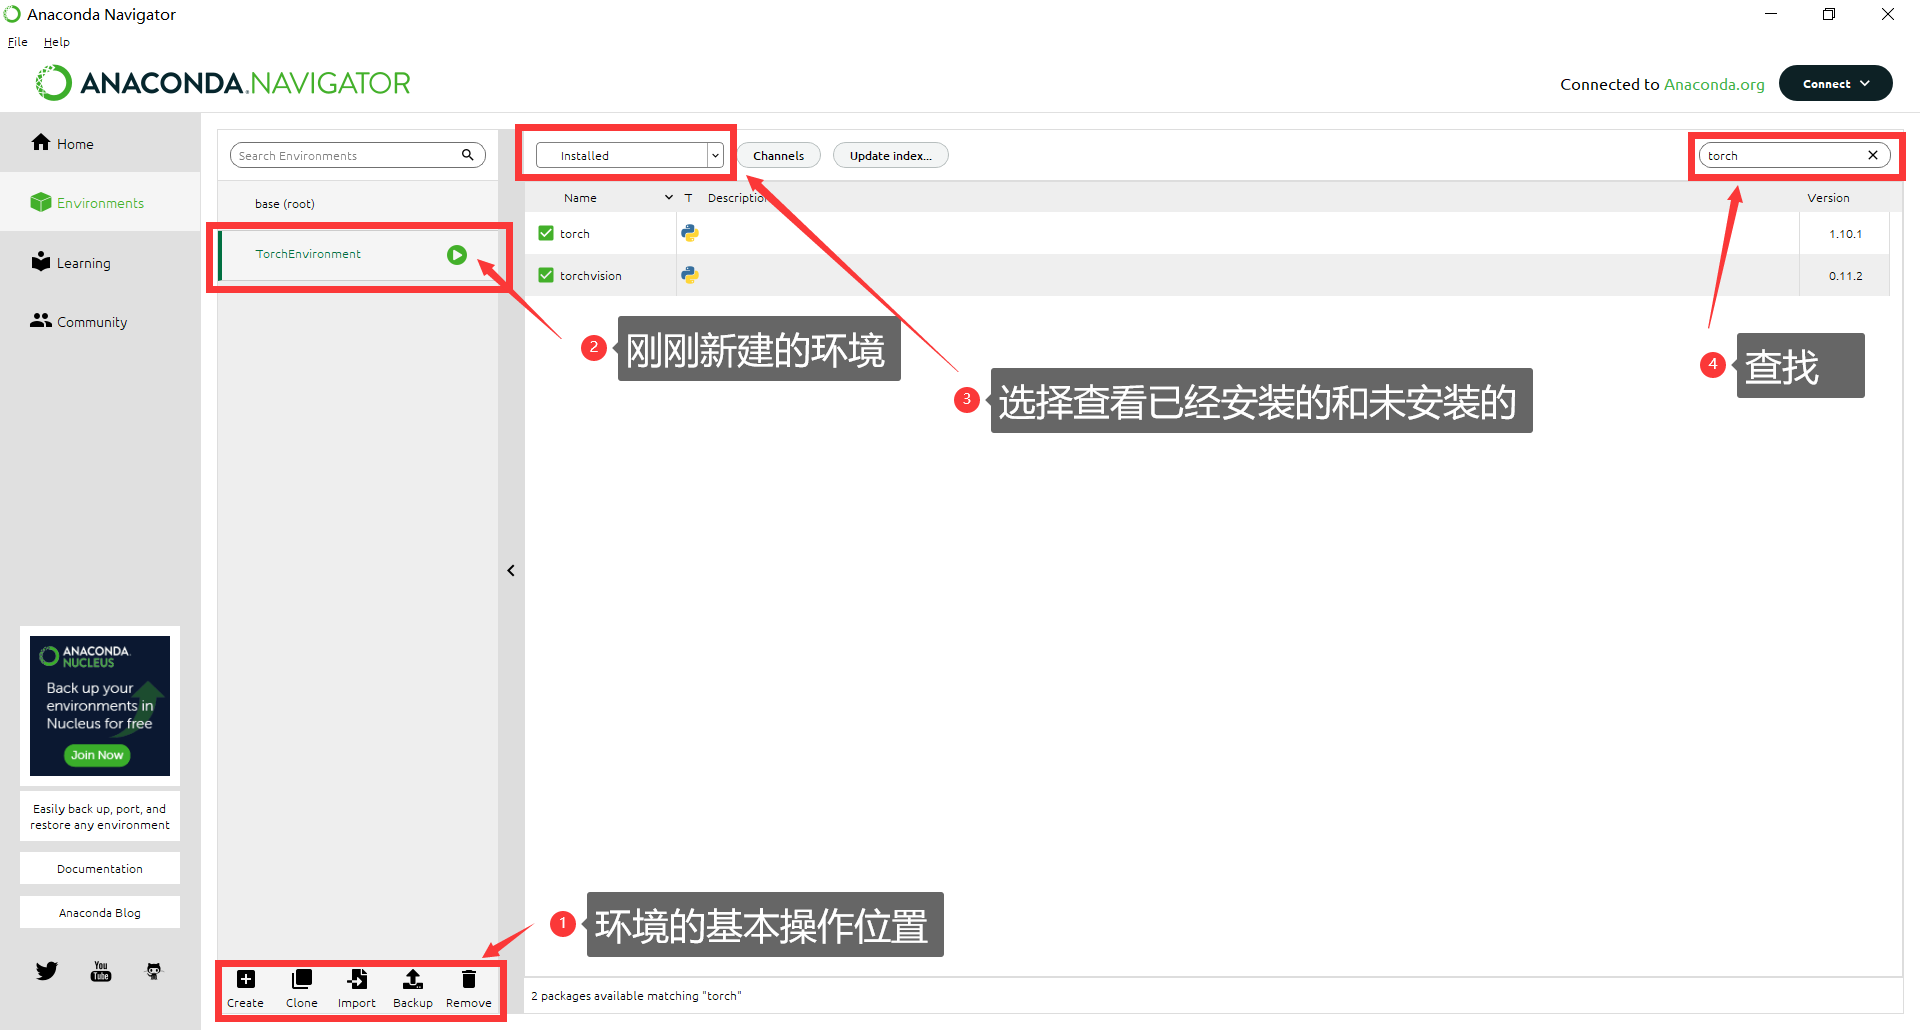 Anaconda Navigator
File Help
ANACONDA.NAVIGATOR
Connected to Anaconda.org
Connect
Home
Environments
Learning
Community
Search Environments
base (root)
TorchEnvironment
Installed
Channels
Update index...
torch
Name T Description Version
torch 1.10.1
torchvision 0.11.2
2 刚刚新建的环境
3 选择查看已经安装的和未安装的
4 查找
ANACONDA.
NUCLEUS
Back up your
environments in
Nucleus for free
Join Now
Easily back up, port, and
restore any environment
Documentation
Anaconda Blog
You
Tube
1 环境的基本操作位置
Create Clone Import Backup Remove
2 packages available matching "torch"